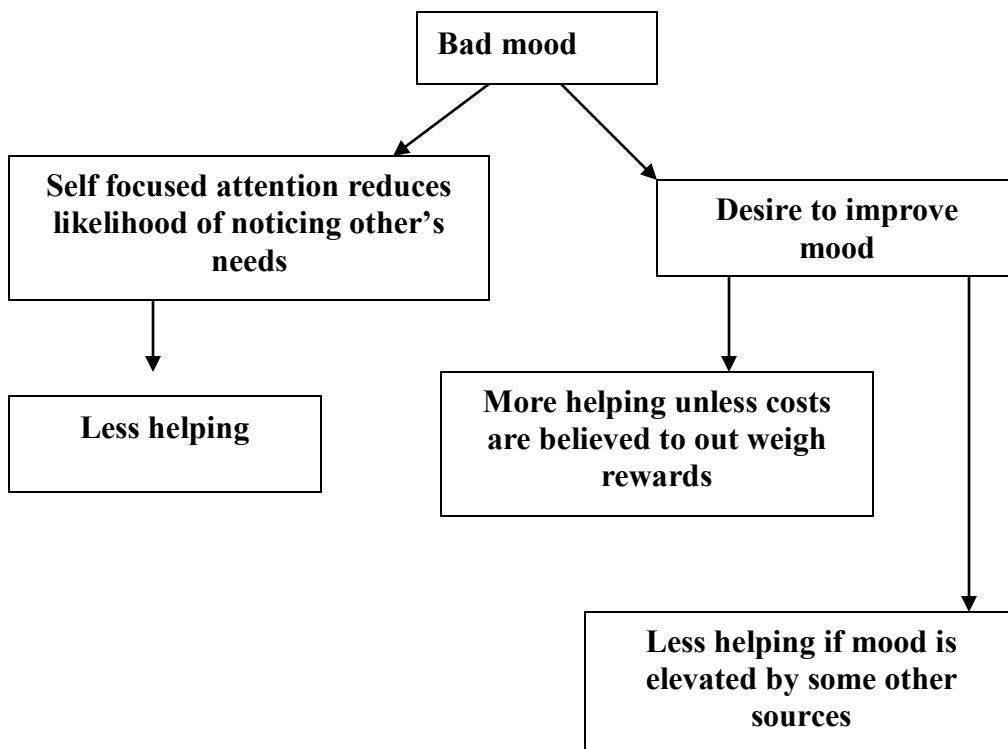 Bad mood
Self focused attention reduces
likelihood of noticing other’s
needs
Desire to improve
mood
Less helping
More helping unless costs
are believed to out weigh
rewards
Less helping if mood is
elevated by some other
sources